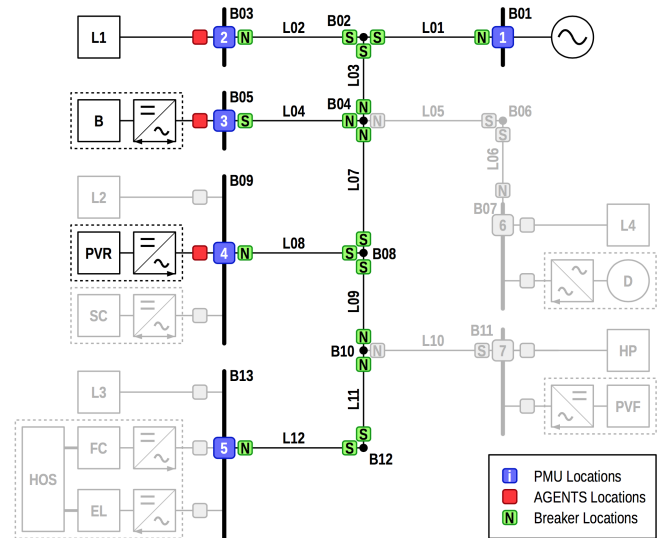 B03
B02
B01
L1
2
N
L02
S
S
L01
N
1
S
L03
B05
B04
N
B
3
S
L04
N
N
L05
S
B06
N
S
L06
L07
N
B09
L2
B07
6
L4
PVR
4
N
L08
S
S
B08
S
D
SC
L09
N
B11
B10
N
L10
S
7
HP
N
B13
L3
L11
PVF
S
FC
5
N
L12
S
B12
HOS
EL
i PMU Locations
AGENTS Locations
N Breaker Locations